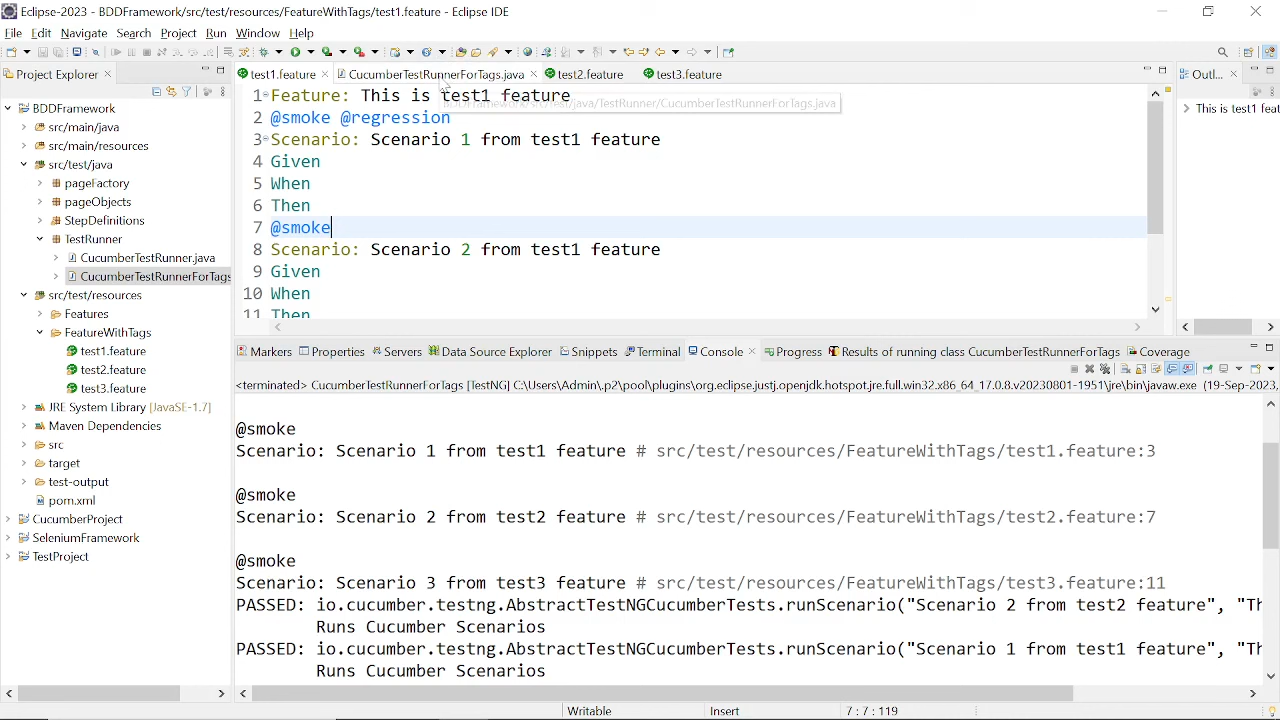 Eclipse-2023 - BDDFramework/src/test/resources/FeatureWithTags/test1.feature - Eclipse IDE
File Edit Navigate Search Project Run Window Help
Project Explorer
test1.feature
CucumberTestRunnerForTags.java
test2.feature
test3.feature
Outl...
BDDFramework
src/main/java
src/main/resources
src/test/java
pageFactory
pageObjects
StepDefinitions
TestRunner
CucumberTestRunner.java
CucumberTestRunnerForTags
src/test/resources
Features
FeatureWithTags
test1.feature
test2.feature
test3.feature
JRE System Library [JavaSE-1.7]
Maven Dependencies
src
target
test-output
pom.xml
CucumberProject
SeleniumFramework
TestProject
1 Feature: This is test1 feature
BDDFramework/src/test/java/TestRunner/CucumberTestRunnerForTags.java
2 @smoke @regression
3 Scenario: Scenario 1 from test1 feature
4 Given
5 When
6 Then
7 @smoke
8 Scenario: Scenario 2 from test1 feature
9 Given
10 When
11 Then
This is test1 feat
Markers Properties Servers Data Source Explorer Snippets Terminal Console Progress Results of running class CucumberTestRunnerForTags Coverage
<terminated> CucumberTestRunnerForTags [TestNG] C:\Users\Admin\.p2\pool\plugins\org.eclipse.justj.openjdk.hotspot.jre.full.win32.x86_64_17.0.8.v20230801-1951\jre\bin\javaw.exe (19-Sep-2023,
@smoke
Scenario: Scenario 1 from test1 feature # src/test/resources/FeatureWithTags/test1.feature:3
@smoke
Scenario: Scenario 2 from test2 feature # src/test/resources/FeatureWithTags/test2.feature:7
@smoke
Scenario: Scenario 3 from test3 feature # src/test/resources/FeatureWithTags/test3.feature:11
PASSED: io.cucumber.testng.AbstractTestNGCucumberTests.runScenario("Scenario 2 from test2 feature", "Th
Runs Cucumber Scenarios
PASSED: io.cucumber.testng.AbstractTestNGCucumberTests.runScenario("Scenario 1 from test1 feature", "Th
Runs Cucumber Scenarios
Writable Insert 7 : 7 : 119